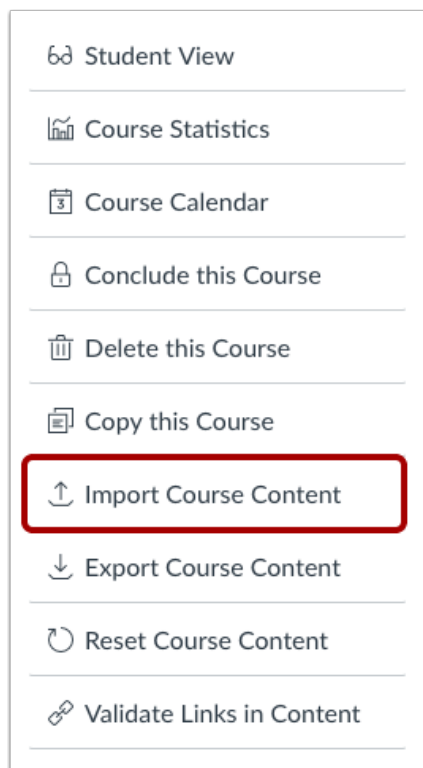 Student View
Course Statistics
3 Course Calendar
Conclude this Course
Delete this Course
Copy this Course
Import Course Content
Export Course Content
Reset Course Content
Validate Links in Content